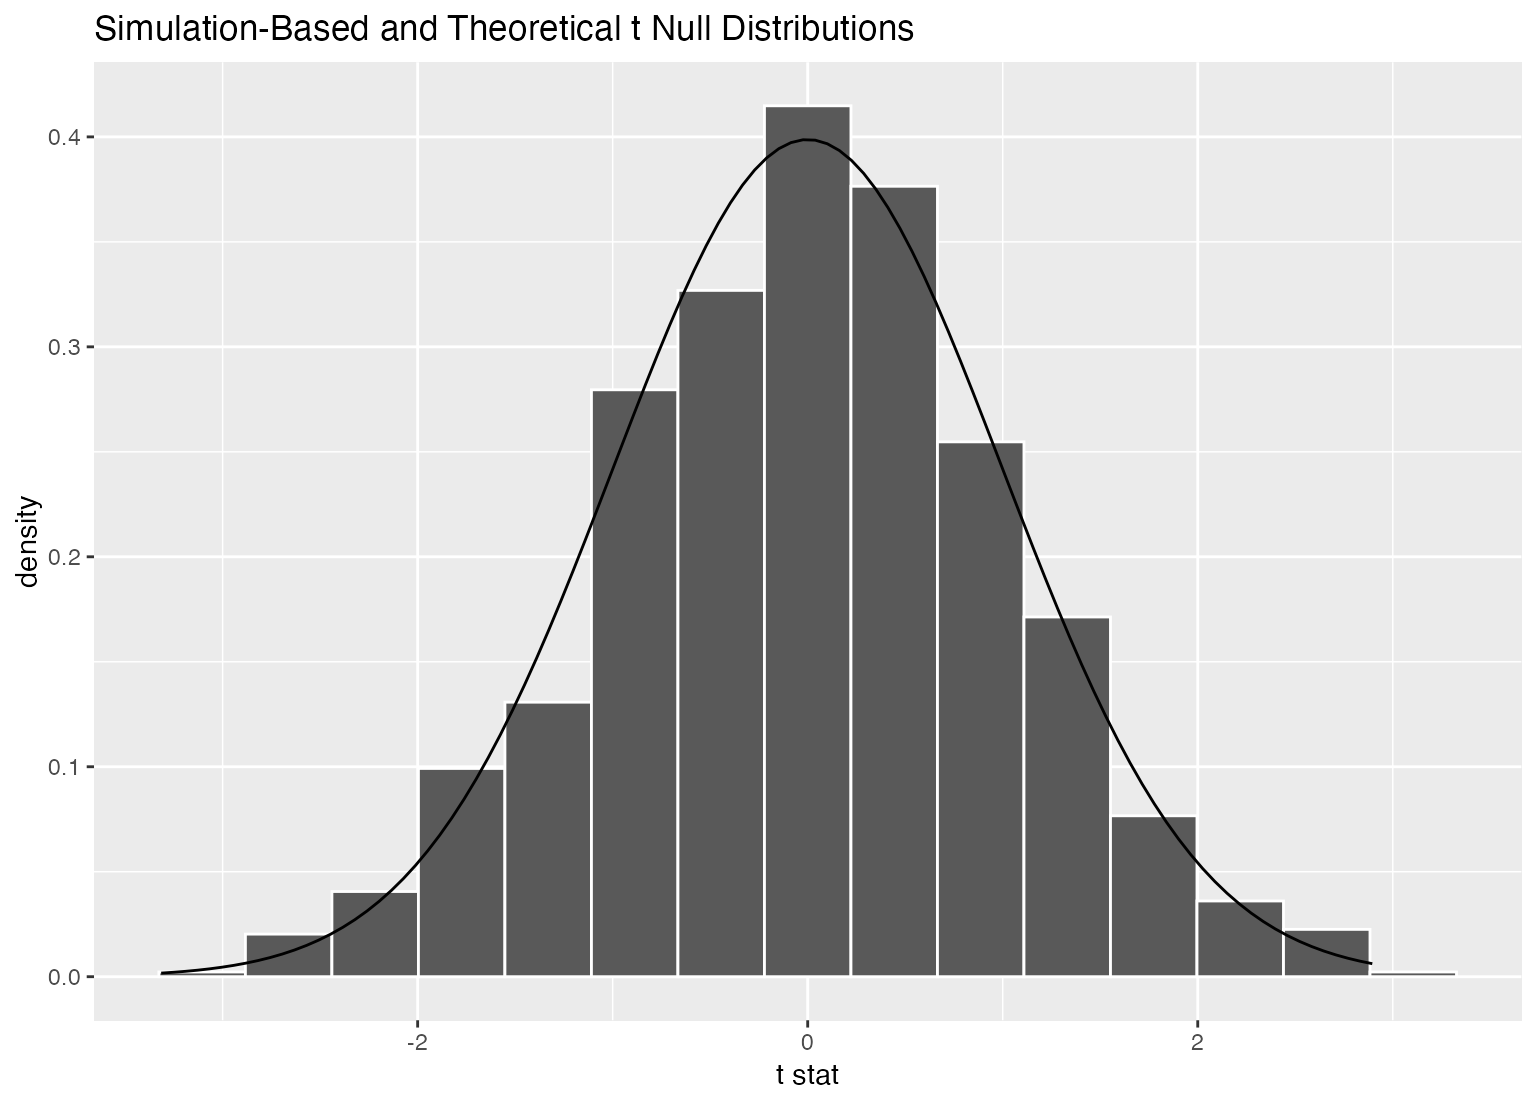 Simulation-Based and Theoretical t Null Distributions
0.4
0.3
0.2
0.1
0.0
density
-2 0 2
t stat